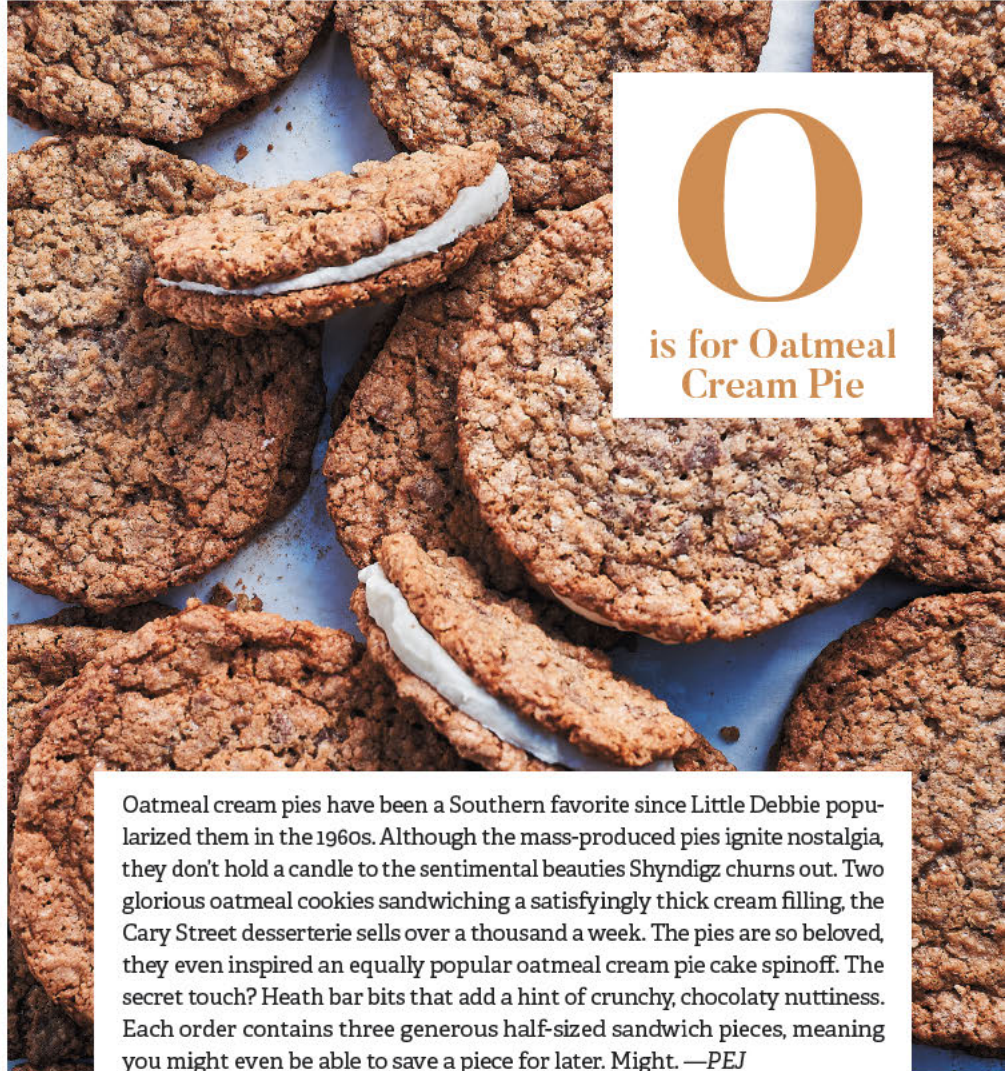 O
is for Oatmeal
Cream Pie
Oatmeal cream pies have been a Southern favorite since Little Debbie popu-
larized them in the 1960s. Although the mass-produced pies ignite nostalgia,
they don't hold a candle to the sentimental beauties Shyndigz churns out. Two
glorious oatmeal cookies sandwiching a satisfyingly thick cream filling, the
Cary Street desserterie sells over a thousand a week. The pies are so beloved,
they even inspired an equally popular oatmeal cream pie cake spinoff. The
secret touch? Heath bar bits that add a hint of crunchy, chocolaty nuttiness.
Each order contains three generous half-sized sandwich pieces, meaning
you might even be able to save a piece for later. Might. —PEJ